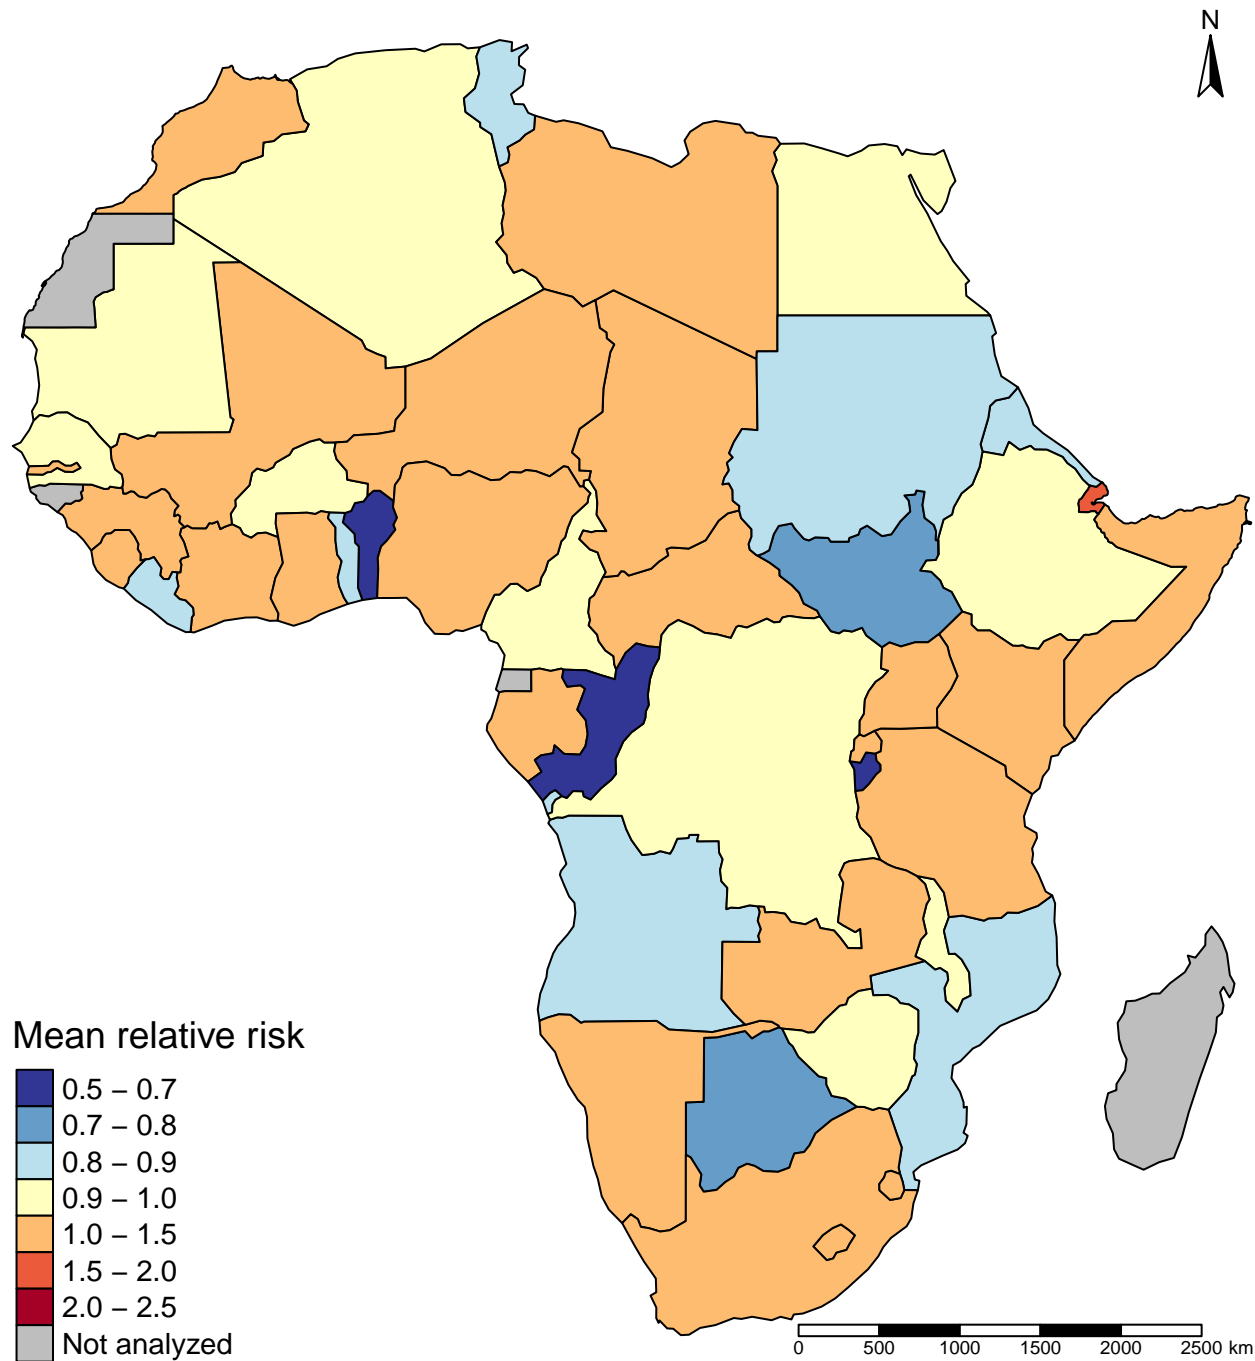 N
Mean relative risk
0.5 – 0.7
0.7 – 0.8
0.8 – 0.9
0.9 – 1.0
1.0 – 1.5
1.5 – 2.0
2.0 – 2.5
Not analyzed
0 500 1000 1500 2000 2500 km